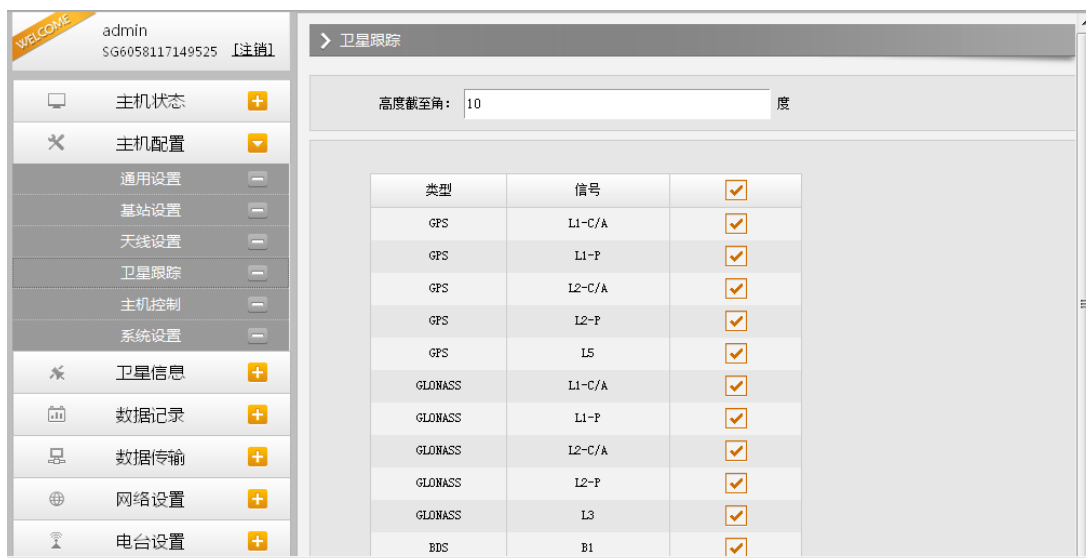 WELCOME
admin
SG6058117149525 [注销]
主机状态
主机配置
通用设置
基站设置
天线设置
卫星跟踪
主机控制
系统设置
卫星信息
数据记录
数据传输
网络设置
电台设置
卫星跟踪
高度截至角： 10 度
类型 信号
GPS L1-C/A
GPS L1-P
GPS L2-C/A
GPS L2-P
GPS L5
GLONASS L1-C/A
GLONASS L1-P
GLONASS L2-C/A
GLONASS L2-P
GLONASS L3
BDS B1